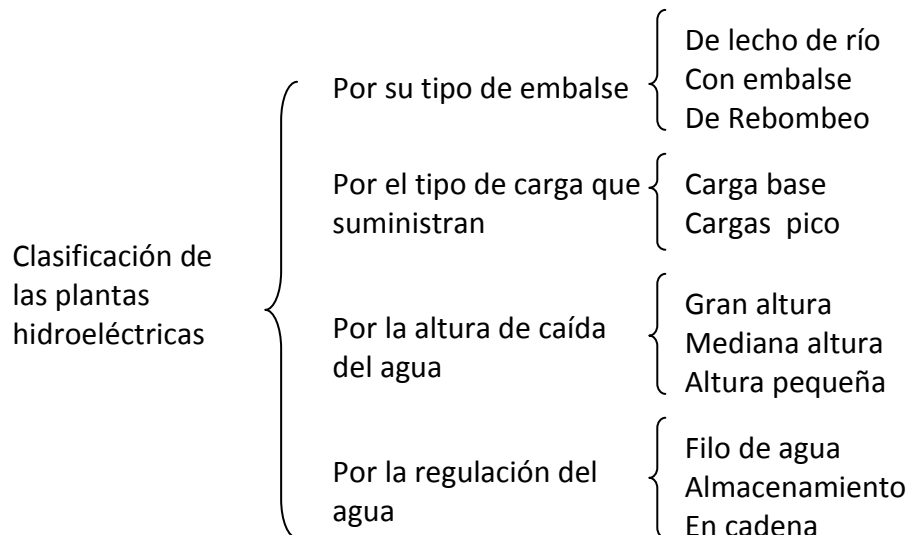 Clasificación de
las plantas
hidroeléctricas
Por su tipo de embalse
De lecho de río
Con embalse
De Rebombeo
Por el tipo de carga que
suministran
Carga base
Cargas pico
Por la altura de caída
del agua
Gran altura
Mediana altura
Altura pequeña
Por la regulación del
agua
Filo de agua
Almacenamiento
En cadena